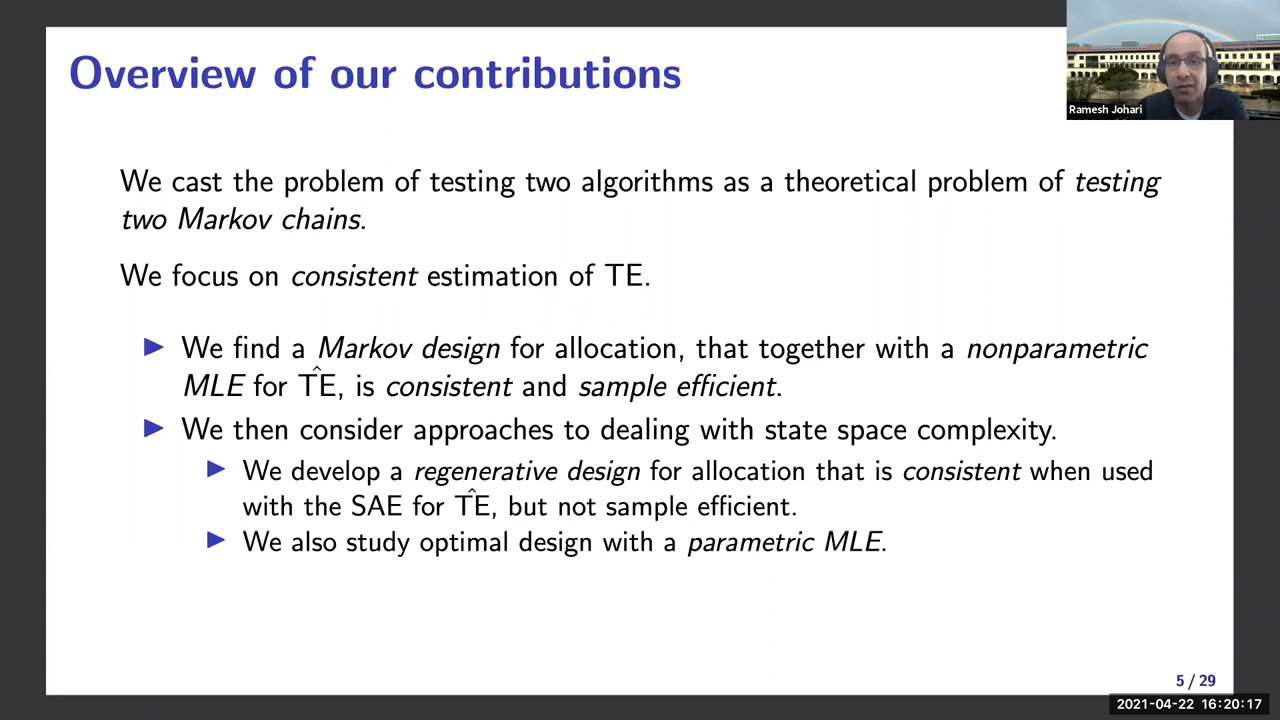 Overview of our contributions
Ramesh Johari
We cast the problem of testing two algorithms as a theoretical problem of testing
two Markov chains.
We focus on consistent estimation of TE.
▶ We find a Markov design for allocation, that together with a nonparametric
MLE for T̂E, is consistent and sample efficient.
▶ We then consider approaches to dealing with state space complexity.
▶ We develop a regenerative design for allocation that is consistent when used
with the SAE for T̂E, but not sample efficient.
▶ We also study optimal design with a parametric MLE.
5 / 29
2021-04-22 16:20:17